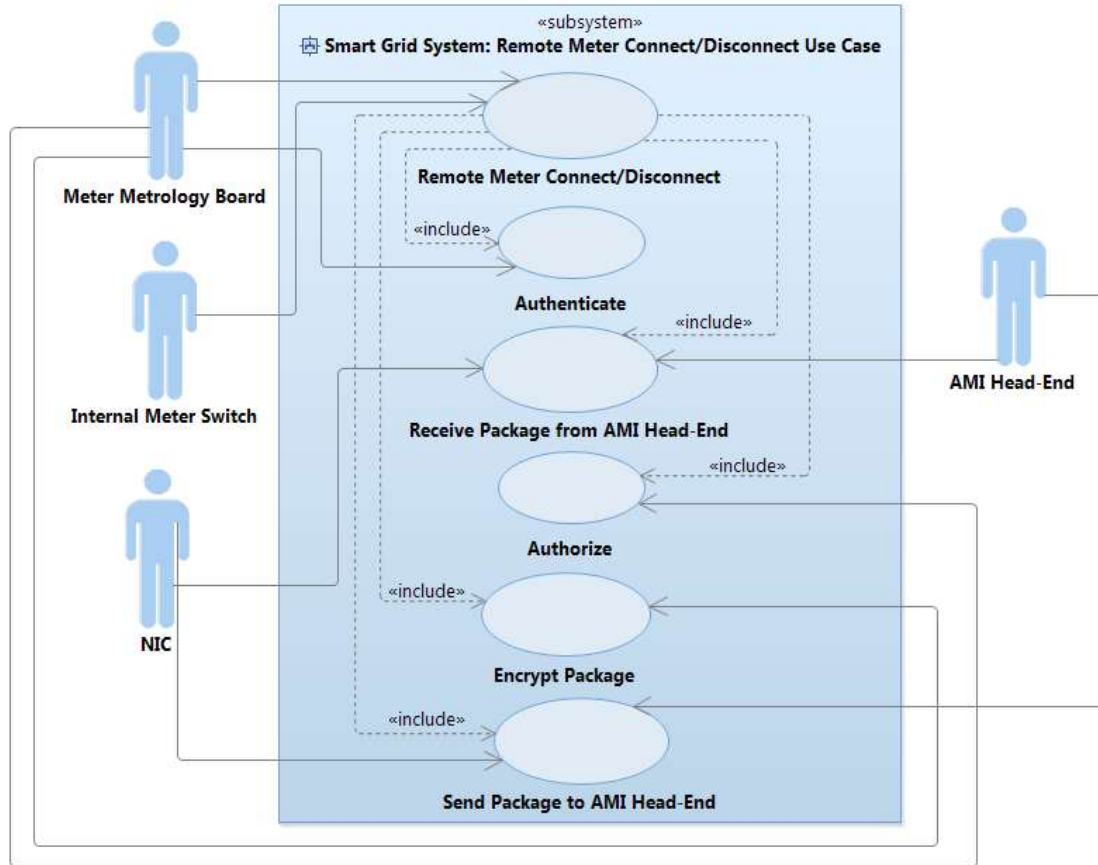 «subsystem»
Smart Grid System: Remote Meter Connect/Disconnect Use Case
Meter Metrology Board
Remote Meter Connect/Disconnect
«include»
Authenticate
«include»
AMI Head-End
Internal Meter Switch
Receive Package from AMI Head-End
«include»
Authorize
«include»
NIC
Encrypt Package
«include»
Send Package to AMI Head-End